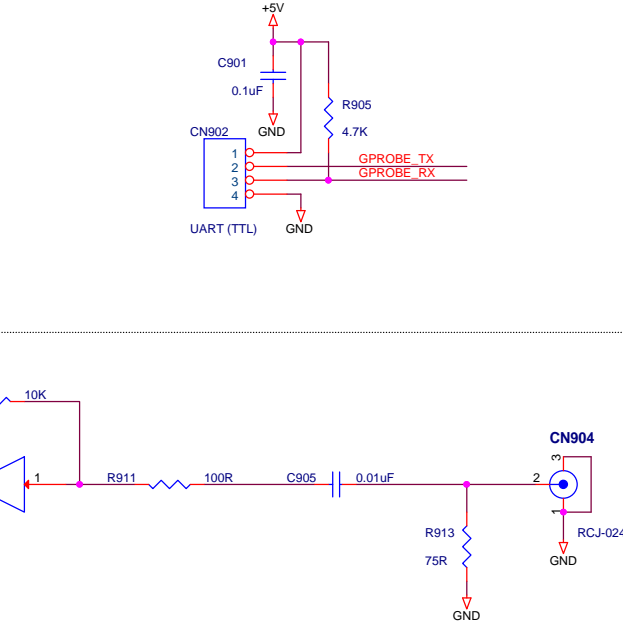 +5V
C901
0.1uF
R905
4.7K
GND
CN902
1
2
3
4
GPROBE_TX
GPROBE_RX
UART (TTL)
GND
10K
1
R911
100R
C905
0.01uF
CN904
3
2
1
RCJ-024
R913
75R
GND
GND